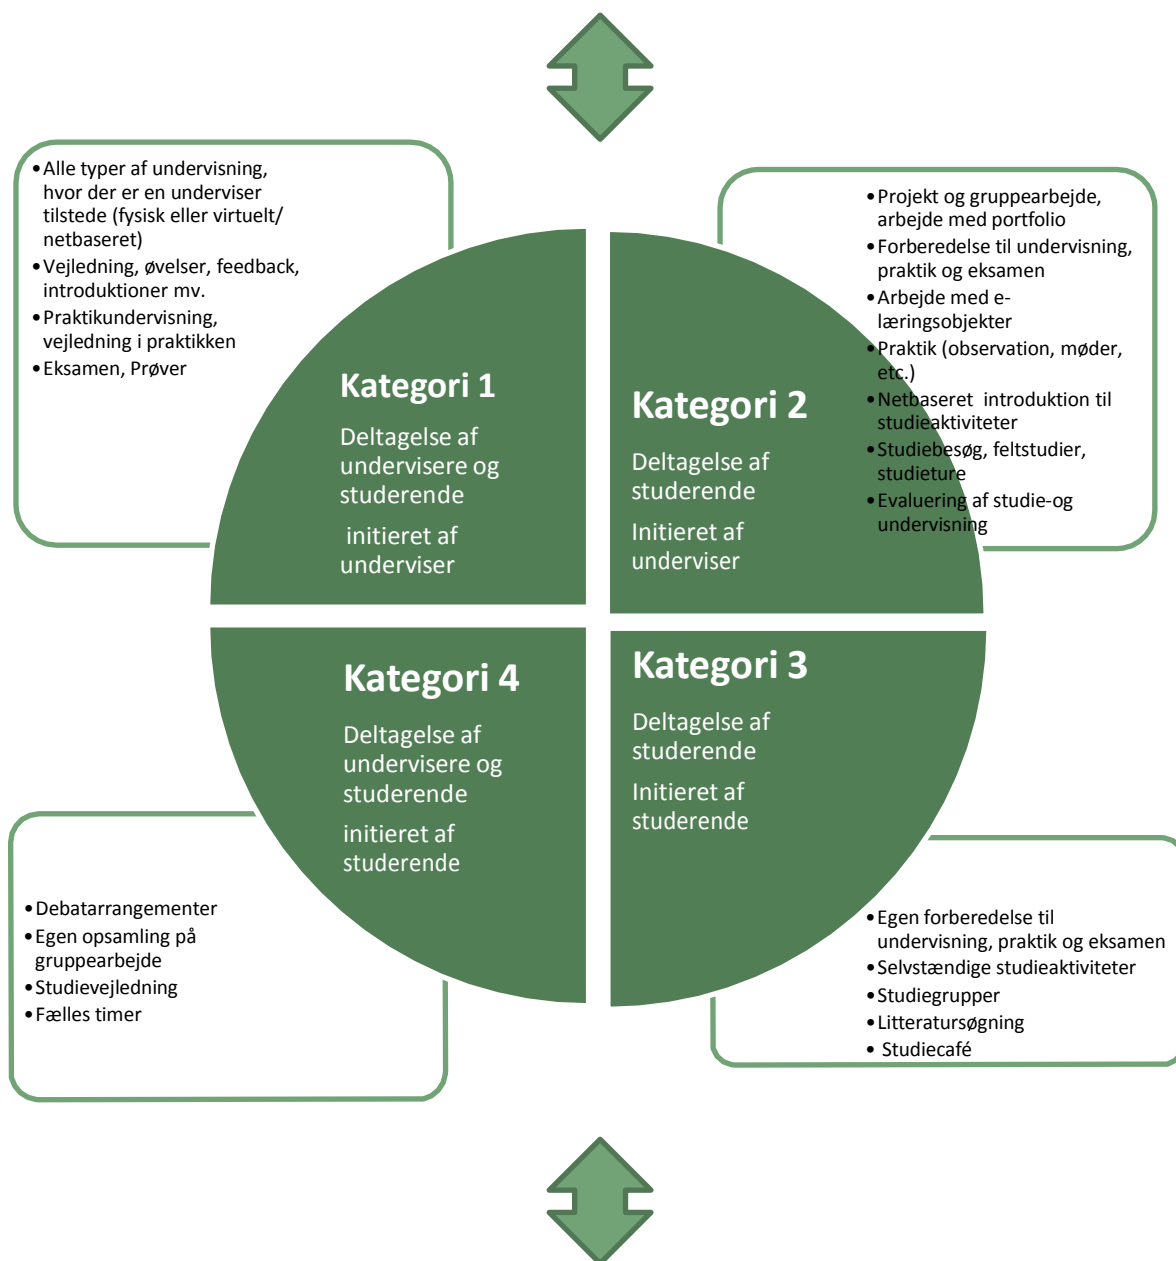 •Alle typer af undervisning,
hvor der er en underviser
tilstede (fysisk eller virtuelt/
netbaseret)
•Vejledning, øvelser, feedback,
introduktioner mv.
•Praktikundervisning,
vejledning i praktikken
•Eksamen, Prøver
Kategori 1
Deltagelse af
undervisere og
studerende
initieret af
underviser
•Projekt og gruppearbejde,
arbejde med portfolio
•Forberedelse til undervisning,
praktik og eksamen
•Arbejde med e-
læringsobjekter
•Praktik (observation, møder,
etc.)
•Netbaseret  introduktion til
studieaktiviteter
•Studiebesøg, feltstudier,
studieture
•Evaluering af studie-og
undervisning
Kategori 2
Deltagelse af
studerende
Initieret af
underviser
Kategori 4
Deltagelse af
undervisere og
studerende
initieret af
studerende
•Debatarrangementer
•Egen opsamling på
gruppearbejde
•Studievejledning
•Fælles timer
Kategori 3
Deltagelse af
studerende
Initieret af
studerende
•Egen forberedelse til
undervisning, praktik og eksamen
•Selvstændige studieaktiviteter
•Studiegrupper
•Litteratursøgning
• Studiecafé